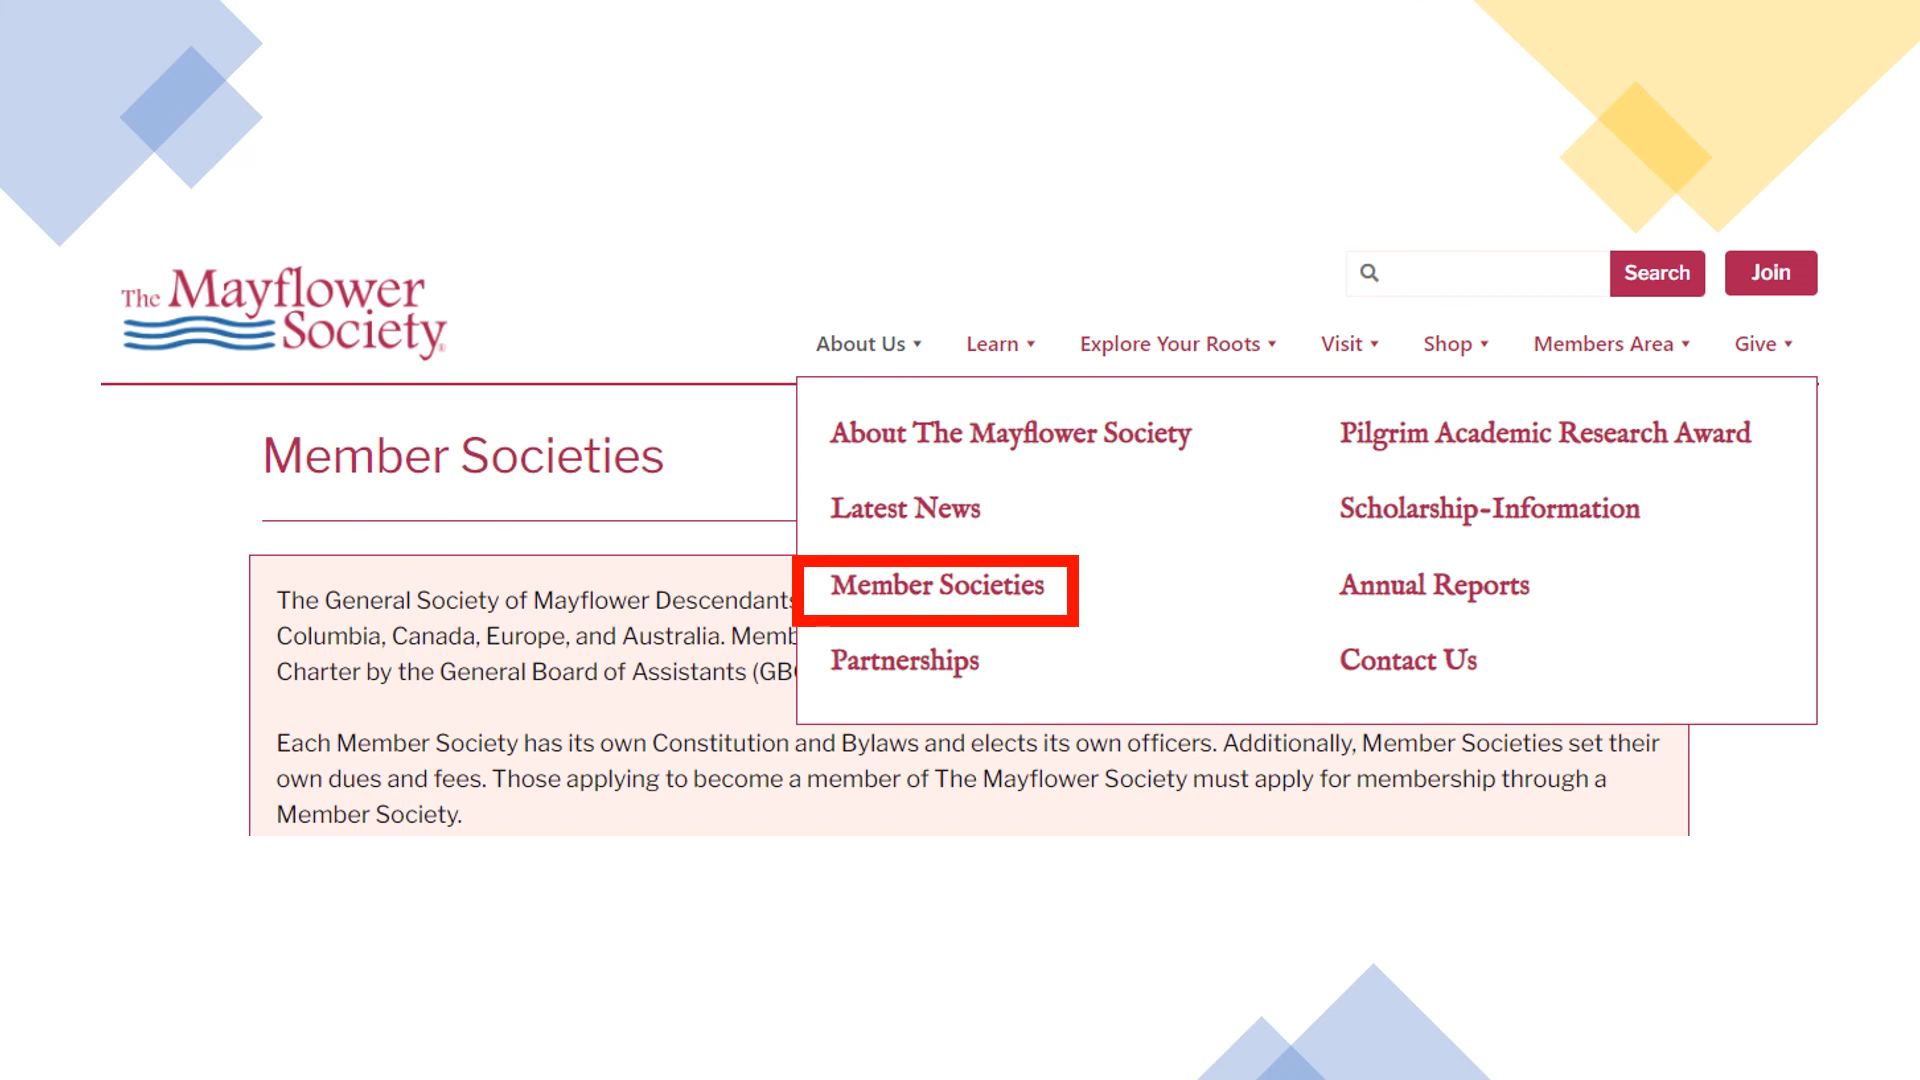 The Mayflower
Society
Search
Join
About Us
Learn
Explore Your Roots
Visit
Shop
Members Area
Give
Member Societies
About The Mayflower Society
Pilgrim Academic Research Award
Latest News
Scholarship-Information
Member Societies
Annual Reports
Partnerships
Contact Us
The General Society of Mayflower Descendants
Columbia, Canada, Europe, and Australia. Memb
Charter by the General Board of Assistants (GB
Each Member Society has its own Constitution and Bylaws and elects its own officers. Additionally, Member Societies set their
own dues and fees. Those applying to become a member of The Mayflower Society must apply for membership through a
Member Society.